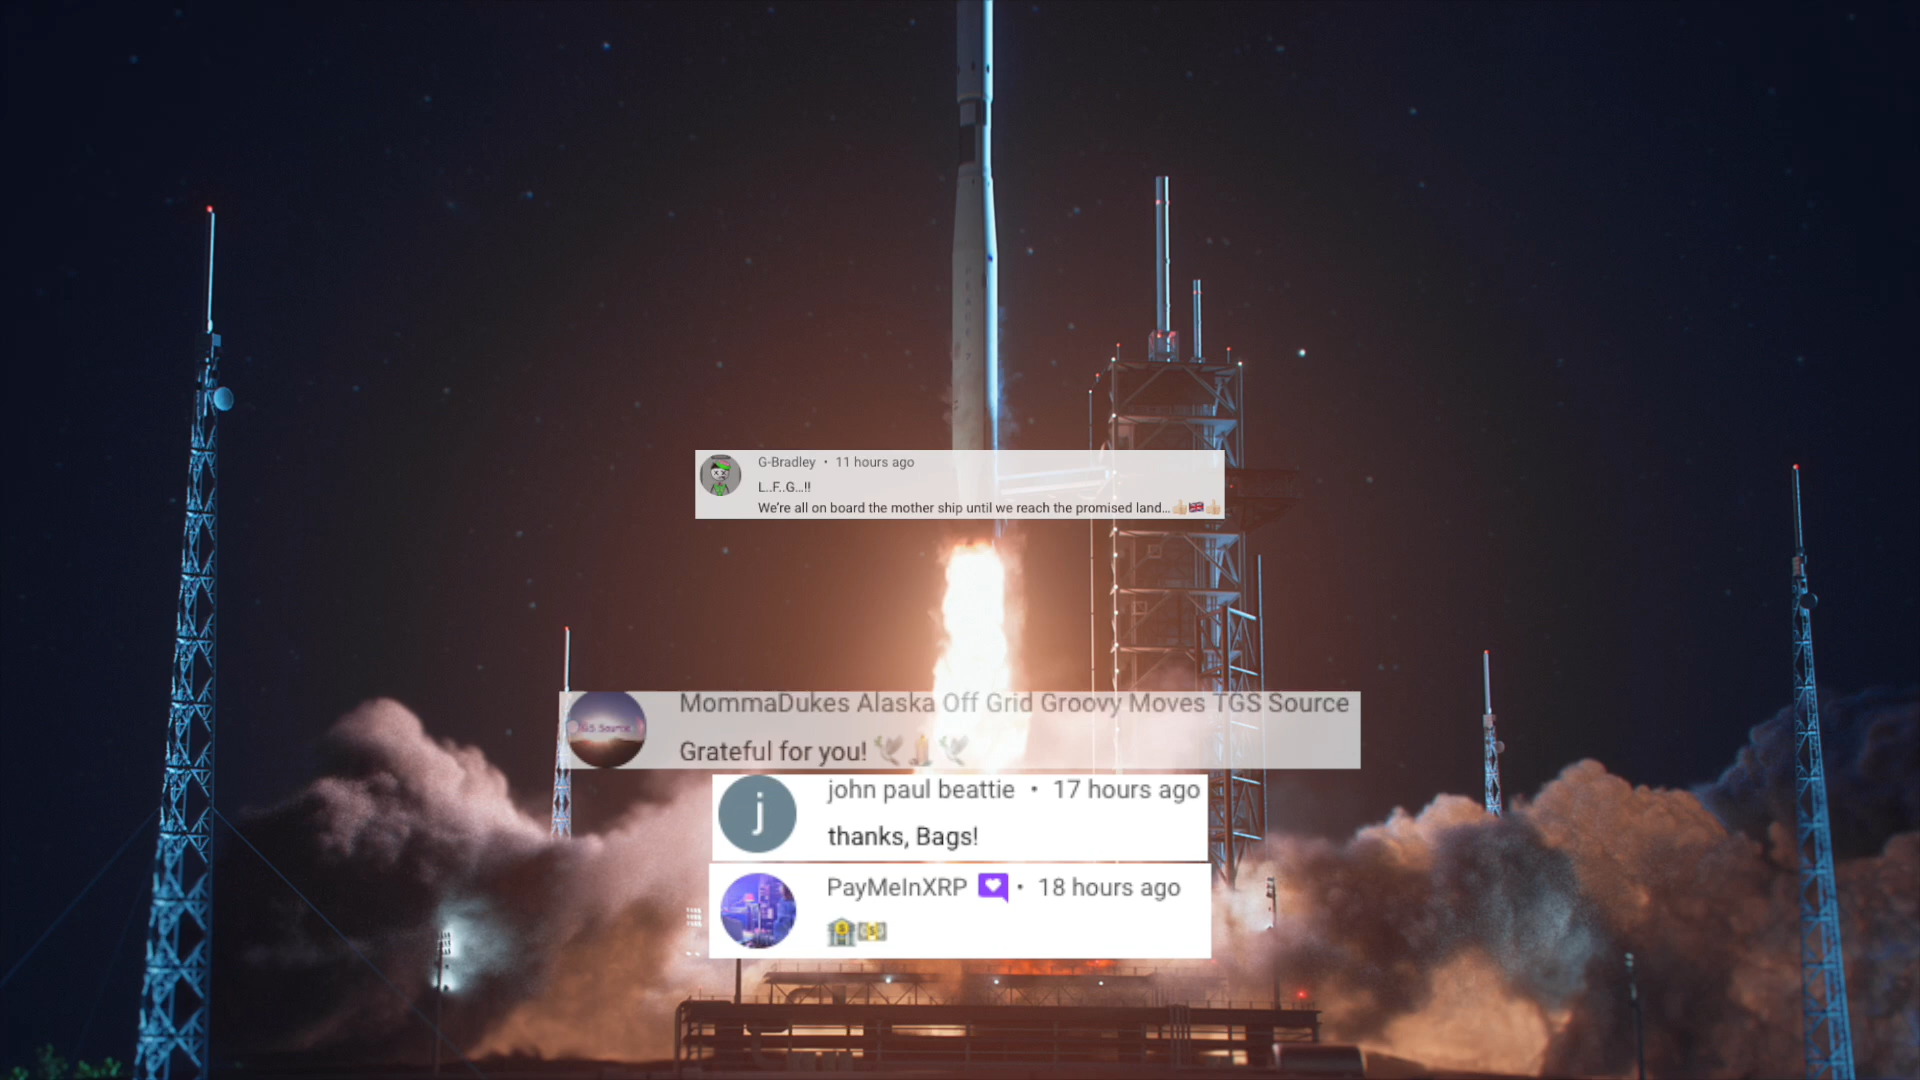 G-Bradley • 11 hours ago
L..F..G...!!
We're all on board the mother ship until we reach the promised land...👍🇬🇧👍
MommaDukes Alaska Off Grid Groovy Moves TGS Source
TGS Source
Grateful for you! 🕊️🕯️🕊️
j
john paul beattie • 17 hours ago
thanks, Bags!
PayMeInXRP • 18 hours ago
🏦💵